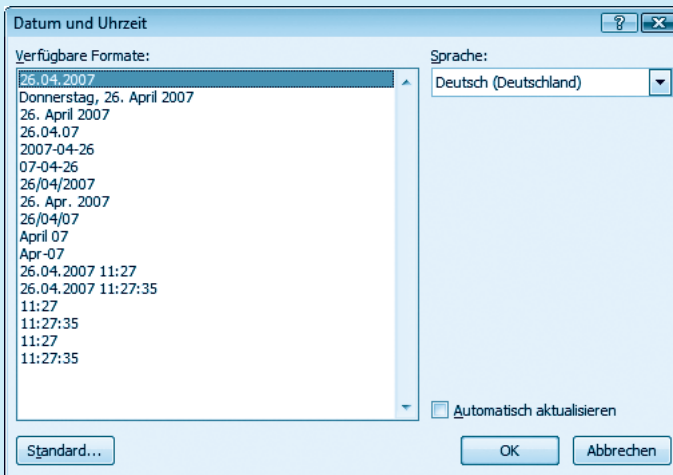 Datum und Uhrzeit
Verfügbare Formate:
26.04.2007
Donnerstag, 26. April 2007
26. April 2007
26.04.07
2007-04-26
07-04-26
26/04/2007
26. Apr. 2007
26/04/07
April 07
Apr-07
26.04.2007 11:27
26.04.2007 11:27:35
11:27
11:27:35
11:27
11:27:35
Sprache:
Deutsch (Deutschland)
Automatisch aktualisieren
Standard...
OK
Abbrechen